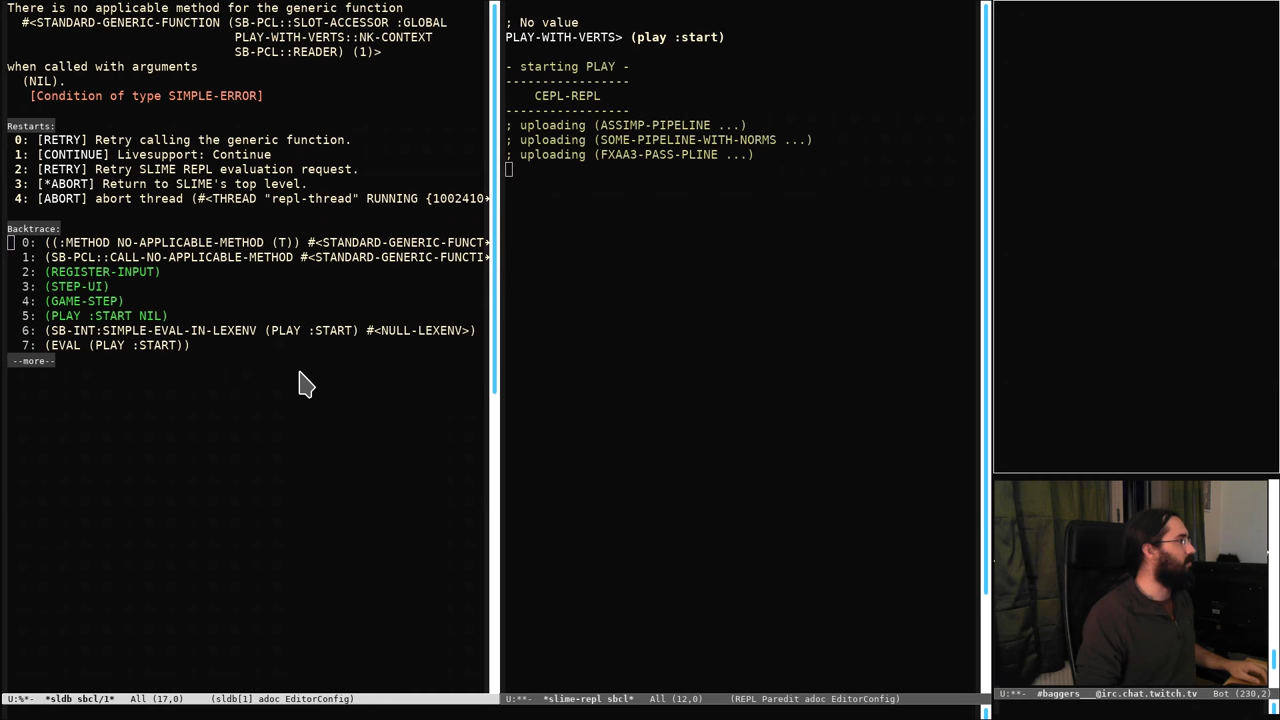 There is no applicable method for the generic function
#<STANDARD-GENERIC-FUNCTION (SB-PCL::SLOT-ACCESSOR :GLOBAL
PLAY-WITH-VERTS::NK-CONTEXT
SB-PCL::READER) (1)>
when called with arguments
(NIL).
[Condition of type SIMPLE-ERROR]
Restarts:
0: [RETRY] Retry calling the generic function.
1: [CONTINUE] Livesupport: Continue
2: [RETRY] Retry SLIME REPL evaluation request.
3: [*ABORT] Return to SLIME's top level.
4: [ABORT] abort thread (#<THREAD "repl-thread" RUNNING {1002410
Backtrace:
0: ((:METHOD NO-APPLICABLE-METHOD (T)) #<STANDARD-GENERIC-FUNCT
1: (SB-PCL::CALL-NO-APPLICABLE-METHOD #<STANDARD-GENERIC-FUNCTI
2: (REGISTER-INPUT)
3: (STEP-UI)
4: (GAME-STEP)
5: (PLAY :START NIL)
6: (SB-INT:SIMPLE-EVAL-IN-LEXENV (PLAY :START) #<NULL-LEXENV>)
7: (EVAL (PLAY :START))
--more--
U:%*-  *sldb sbcl/1*   All (17,0)   (sldb[1] adoc EditorConfig)
; No value
PLAY-WITH-VERTS> (play :start)
- starting PLAY -
-----------------
CEPL-REPL
-----------------
; uploading (ASSIMP-PIPELINE ...)
; uploading (SOME-PIPELINE-WITH-NORMS ...)
; uploading (FXAA3-PASS-PLINE ...)
U:**-  *slime-repl sbcl*   All (12,0)   (REPL Paredit adoc EditorConfig)
U:**-  #baggers___@irc.chat.twitch.tv   Bot (230,2)